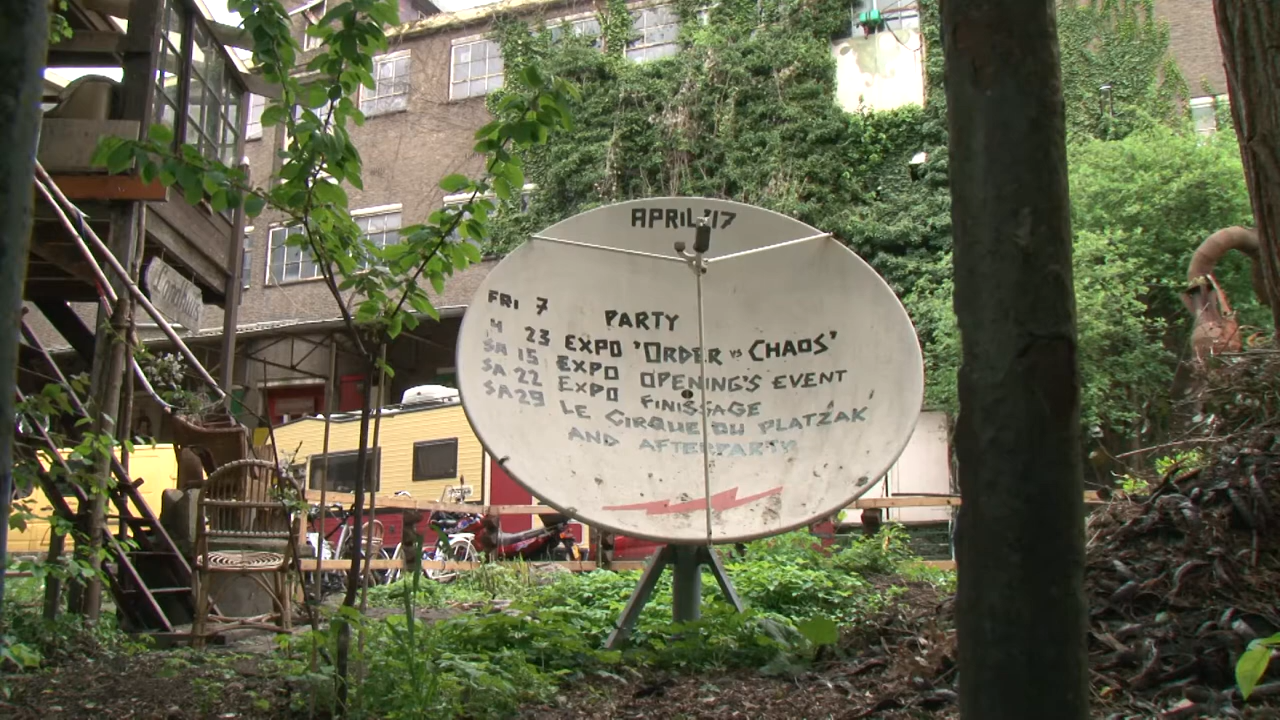 APRIL '17
FRI 7 PARTY
23 EXPO 'ORDER vs CHAOS'
SA 15 EXPO OPENING'S EVENT
SA 22 EXPO FINISSAGE
SA 29 LE CIRQUE DU PLATZAK
AND AFTERPARTY